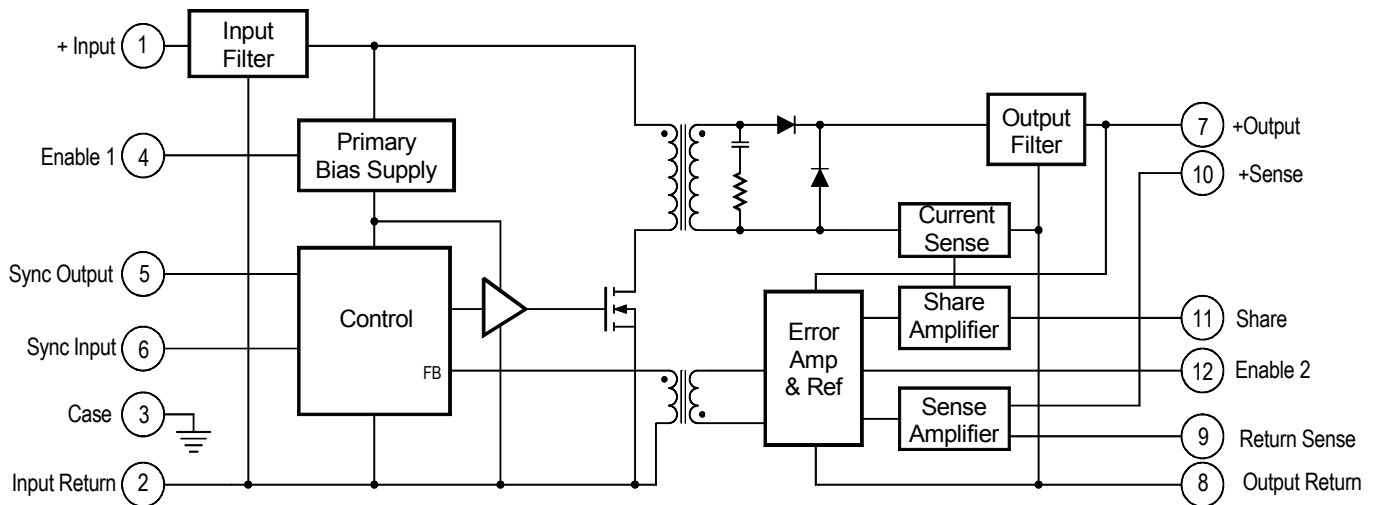 + Input 1
Input
Filter
Enable 1 4
Primary
Bias Supply
Sync Output 5
Sync Input 6
Control
FB
Case 3
Input Return 2
Output
Filter
7 +Output
10 +Sense
Current
Sense
Error
Amp
& Ref
Share
Amplifier
11 Share
12 Enable 2
Sense
Amplifier
9 Return Sense
8 Output Return